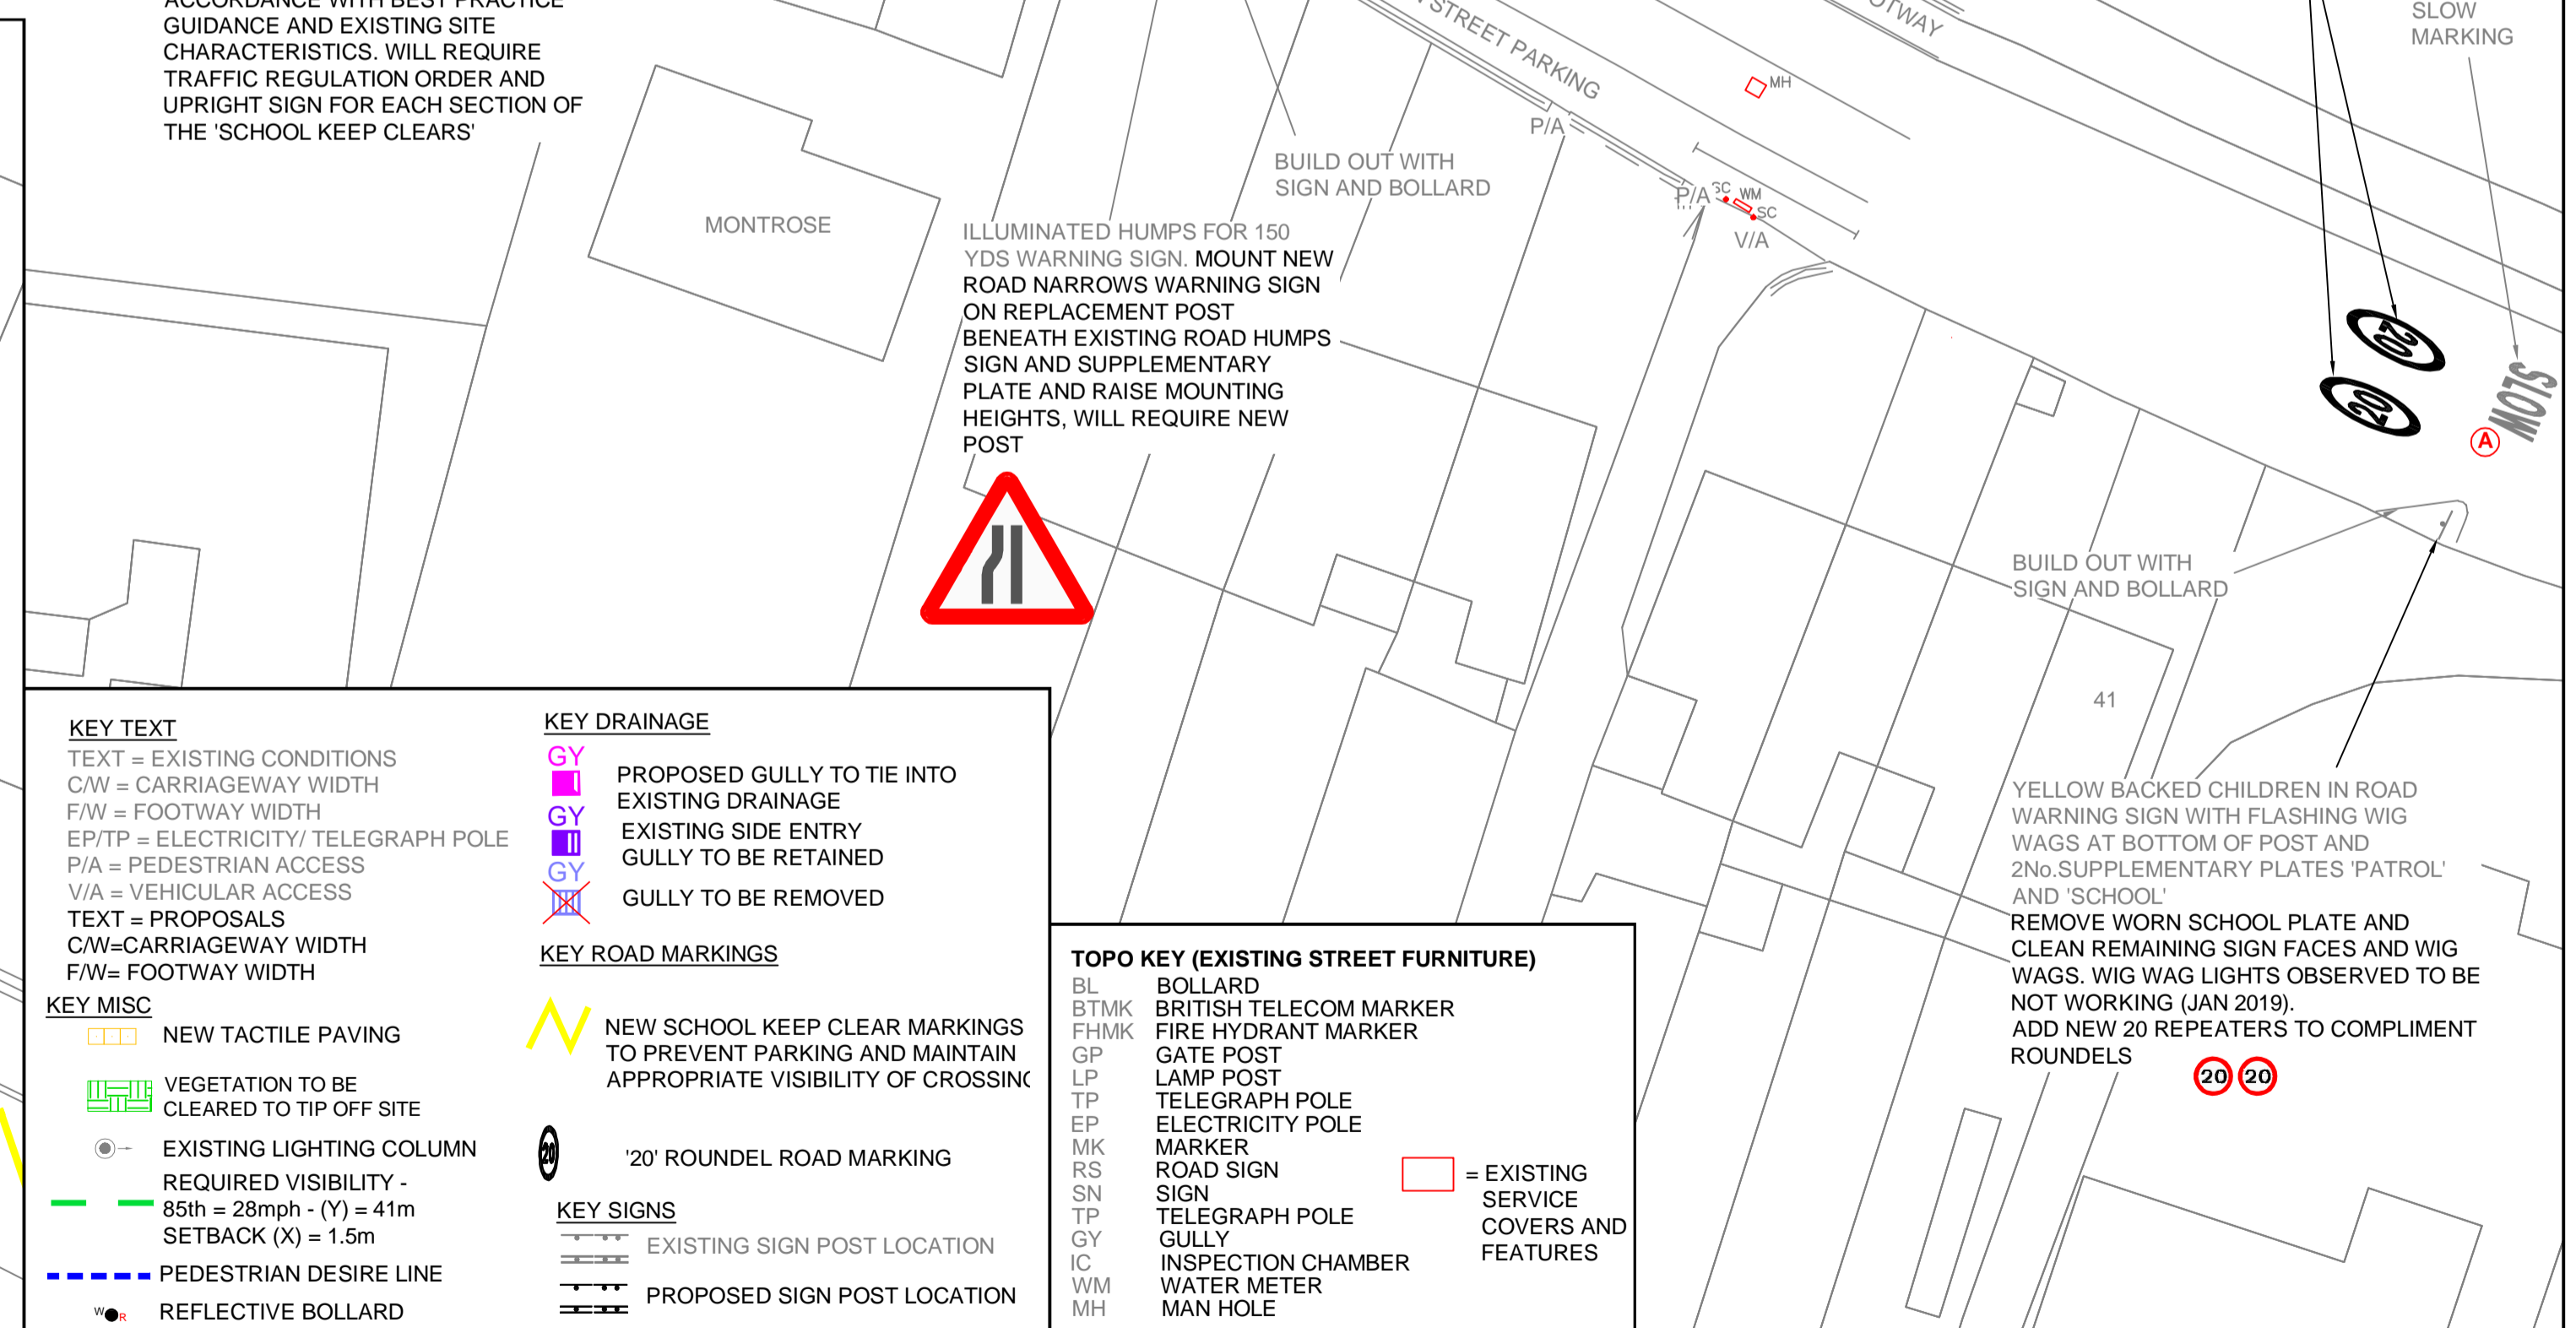 ACCORDANCE WITH BEST PRACTICE
GUIDANCE AND EXISTING SITE
CHARACTERISTICS. WILL REQUIRE
TRAFFIC REGULATION ORDER AND
UPRIGHT SIGN FOR EACH SECTION OF
THE 'SCHOOL KEEP CLEARS'
MONTROSE
STREET PARKING
SLOW
MARKING
MH
P/A
BUILD OUT WITH
SIGN AND BOLLARD
P/A
SC
WM
SC
V/A
ILLUMINATED HUMPS FOR 150
YDS WARNING SIGN. MOUNT NEW
ROAD NARROWS WARNING SIGN
ON REPLACEMENT POST
BENEATH EXISTING ROAD HUMPS
SIGN AND SUPPLEMENTARY
PLATE AND RAISE MOUNTING
HEIGHTS, WILL REQUIRE NEW
POST
20
20
SLOW
A
BUILD OUT WITH
SIGN AND BOLLARD
41
YELLOW BACKED CHILDREN IN ROAD
WARNING SIGN WITH FLASHING WIG
WAGS AT BOTTOM OF POST AND
2No.SUPPLEMENTARY PLATES 'PATROL'
AND 'SCHOOL'
REMOVE WORN SCHOOL PLATE AND
CLEAN REMAINING SIGN FACES AND WIG
WAGS. WIG WAG LIGHTS OBSERVED TO BE
NOT WORKING (JAN 2019).
ADD NEW 20 REPEATERS TO COMPLIMENT
ROUNDELS
20 20
KEY TEXT
TEXT = EXISTING CONDITIONS
C/W = CARRIAGEWAY WIDTH
F/W = FOOTWAY WIDTH
EP/TP = ELECTRICITY/ TELEGRAPH POLE
P/A = PEDESTRIAN ACCESS
V/A = VEHICULAR ACCESS
TEXT = PROPOSALS
C/W=CARRIAGEWAY WIDTH
F/W= FOOTWAY WIDTH
KEY MISC
NEW TACTILE PAVING
VEGETATION TO BE
CLEARED TO TIP OFF SITE
EXISTING LIGHTING COLUMN
REQUIRED VISIBILITY -
85th = 28mph - (Y) = 41m
SETBACK (X) = 1.5m
PEDESTRIAN DESIRE LINE
W R REFLECTIVE BOLLARD
KEY DRAINAGE
GY
PROPOSED GULLY TO TIE INTO
EXISTING DRAINAGE
GY
EXISTING SIDE ENTRY
GULLY TO BE RETAINED
GY
GULLY TO BE REMOVED
KEY ROAD MARKINGS
NEW SCHOOL KEEP CLEAR MARKINGS
TO PREVENT PARKING AND MAINTAIN
APPROPRIATE VISIBILITY OF CROSSING
20 '20' ROUNDEL ROAD MARKING
KEY SIGNS
EXISTING SIGN POST LOCATION
PROPOSED SIGN POST LOCATION
TOPO KEY (EXISTING STREET FURNITURE)
BL BOLLARD
BTMK BRITISH TELECOM MARKER
FHMK FIRE HYDRANT MARKER
GP GATE POST
LP LAMP POST
TP TELEGRAPH POLE
EP ELECTRICITY POLE
MK MARKER
RS ROAD SIGN
SN SIGN
TP TELEGRAPH POLE
GY GULLY
IC INSPECTION CHAMBER
WM WATER METER
MH MAN HOLE
= EXISTING
SERVICE
COVERS AND
FEATURES